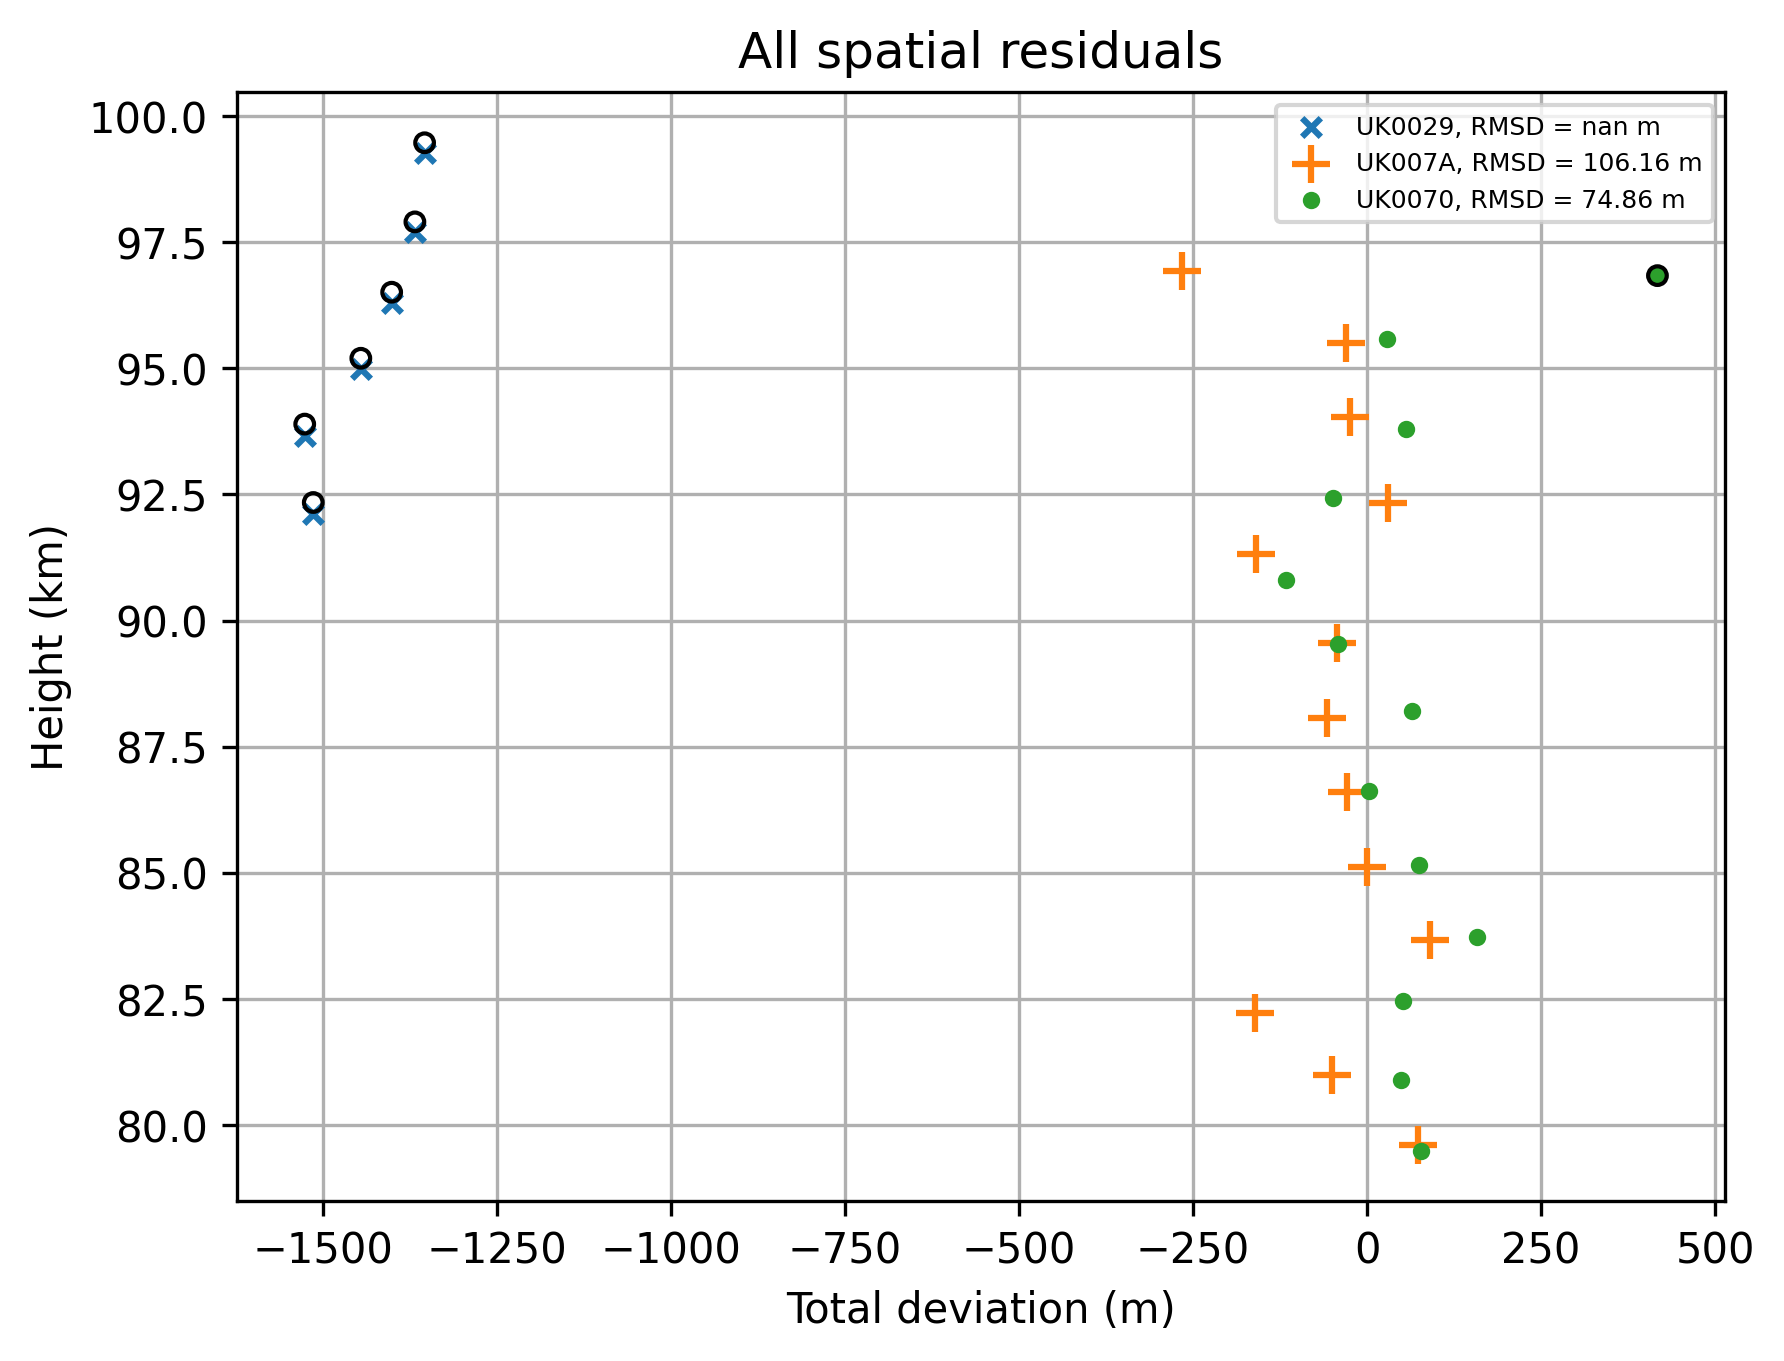 All spatial residuals
UK0029, RMSD = nan m
UK007A, RMSD = 106.16 m
UK0070, RMSD = 74.86 m
100.0
97.5
95.0
92.5
90.0
87.5
85.0
82.5
80.0
Height (km)
−1500 −1250 −1000 −750 −500 −250 0 250 500
Total deviation (m)